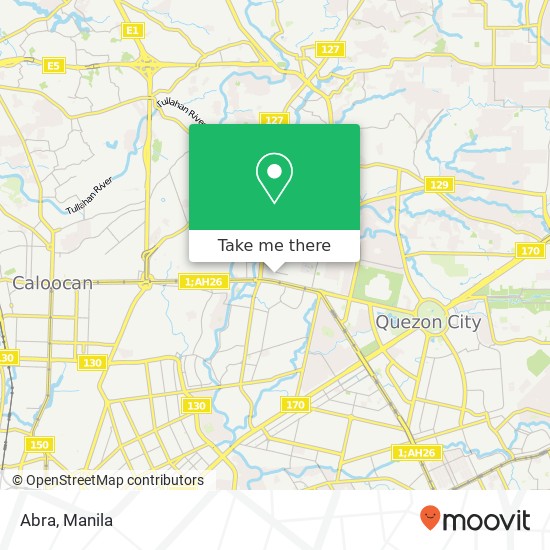 E1
127
E5
Tullahan River
127
Tullahan River
129
Take me there
170
Caloocan
1;AH26
Quezon City
130
130
130
170
150
1;AH26
© OpenStreetMap contributors
Abra, Manila
moovit